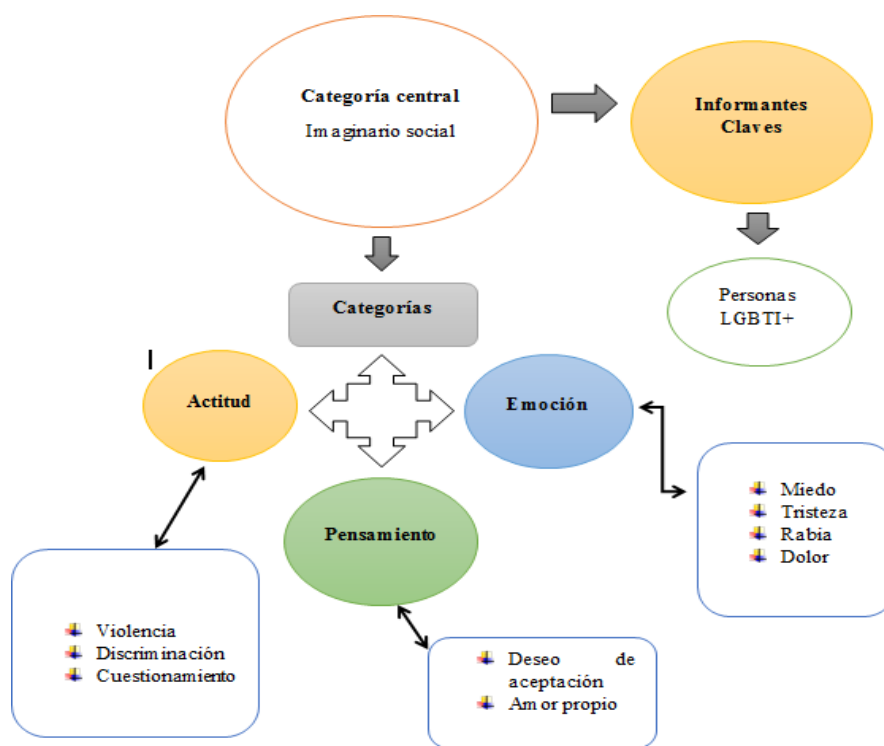 Categoría central
Imaginario social
Informantes
Claves
Personas
LGBTI+
Categorías
Actitud
Emoción
Pensamiento
Miedo
Tristeza
Rabia
Dolor
Violencia
Discriminación
Cuestionamiento
Deseo de
aceptación
Amor propio